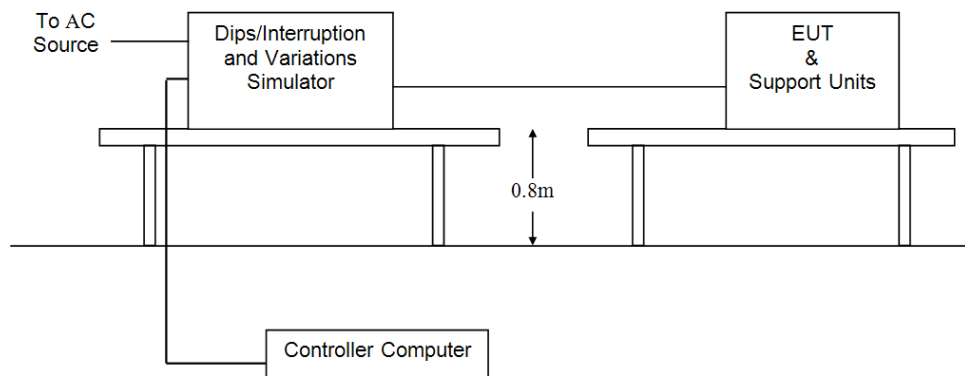 To AC
Source
Dips/Interruption
and Variations
Simulator
EUT
&
Support Units
0.8m
Controller Computer